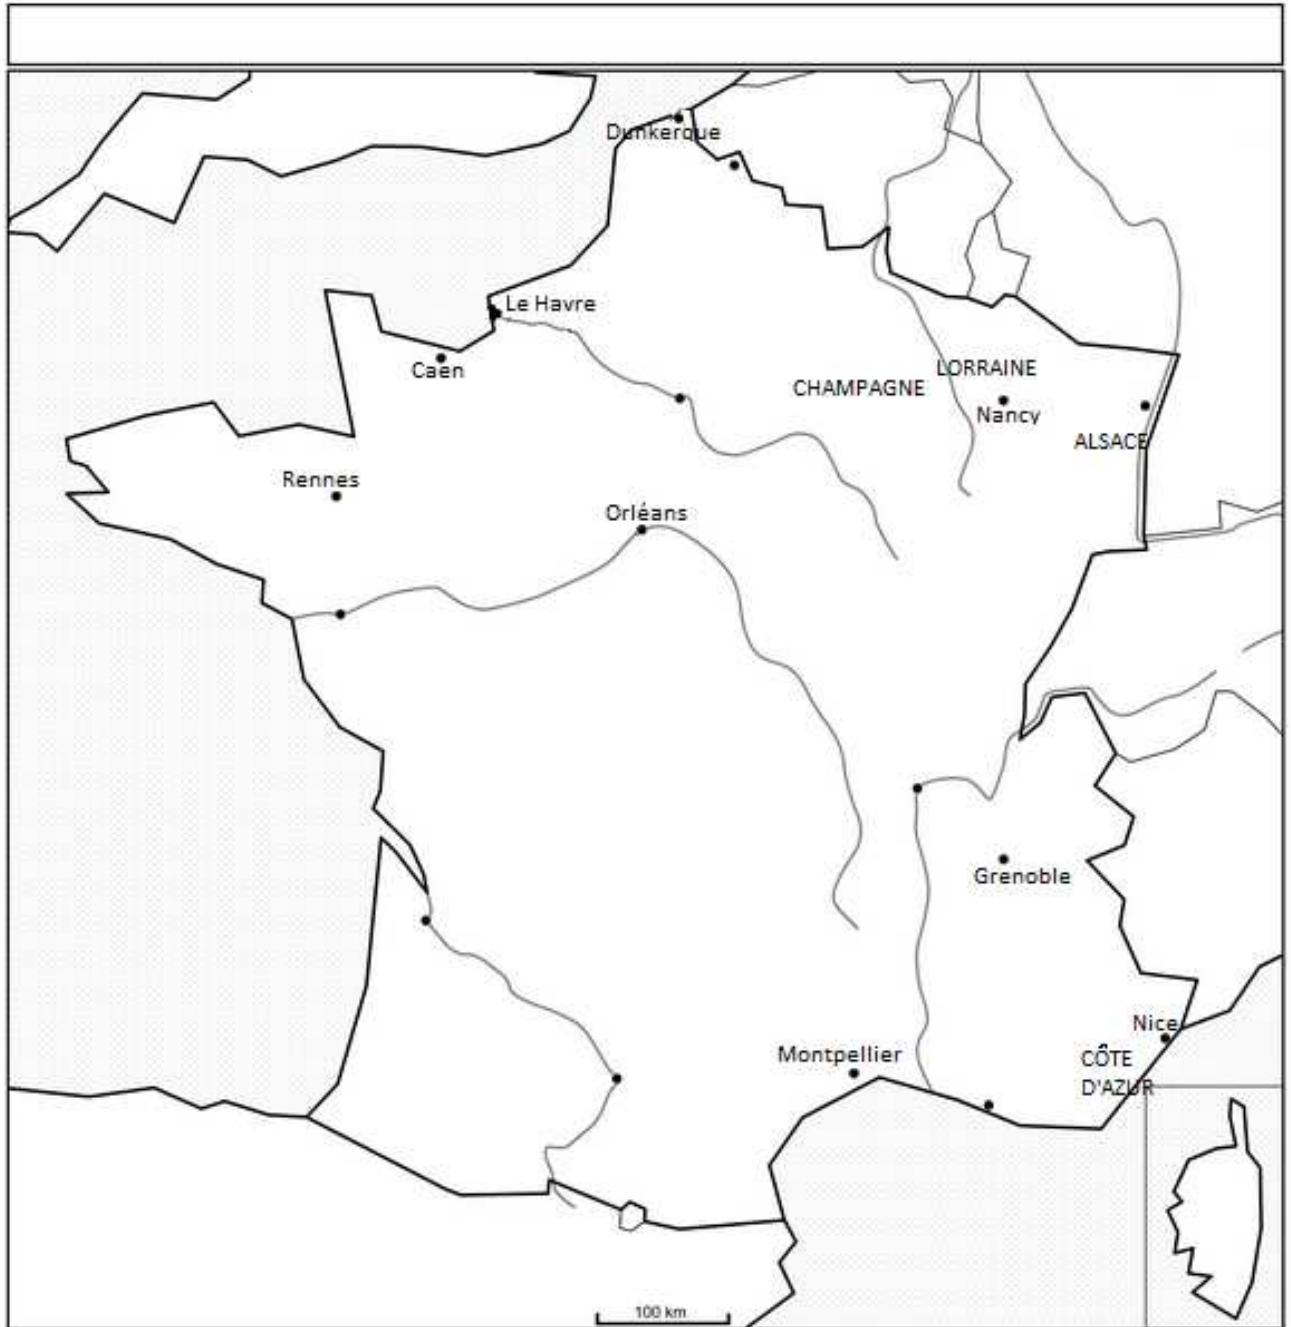 Dunkerque
Le Havre
Caen
LORRAINE
CHAMPAGNE
Nancy
ALSACE
Rennes
Orléans
Grenoble
Nice
Montpellier
CÔTE
D'AZUR
100 km